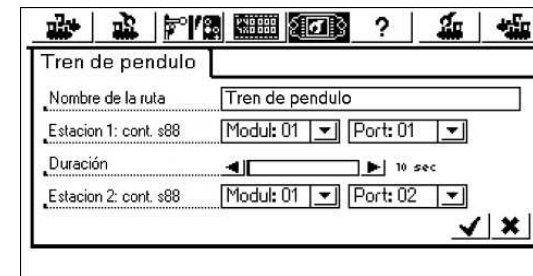 ?
Tren de pendulo
Nombre de la ruta Tren de pendulo
Estacion 1: cont. s88 Modul: 01 Port: 01
Duración 10 sec
Estacion 2: cont. s88 Modul: 01 Port: 02